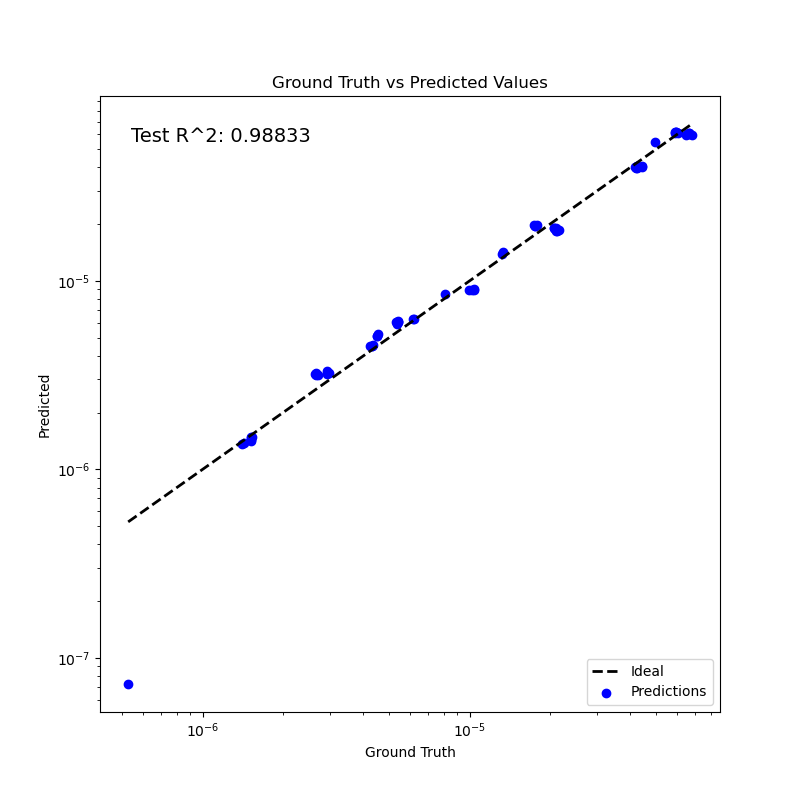 Ground Truth vs Predicted Values
Test R^2: 0.98833
Predicted
10^-5
10^-6
10^-7
Ideal
Predictions
10^-6
10^-5
Ground Truth